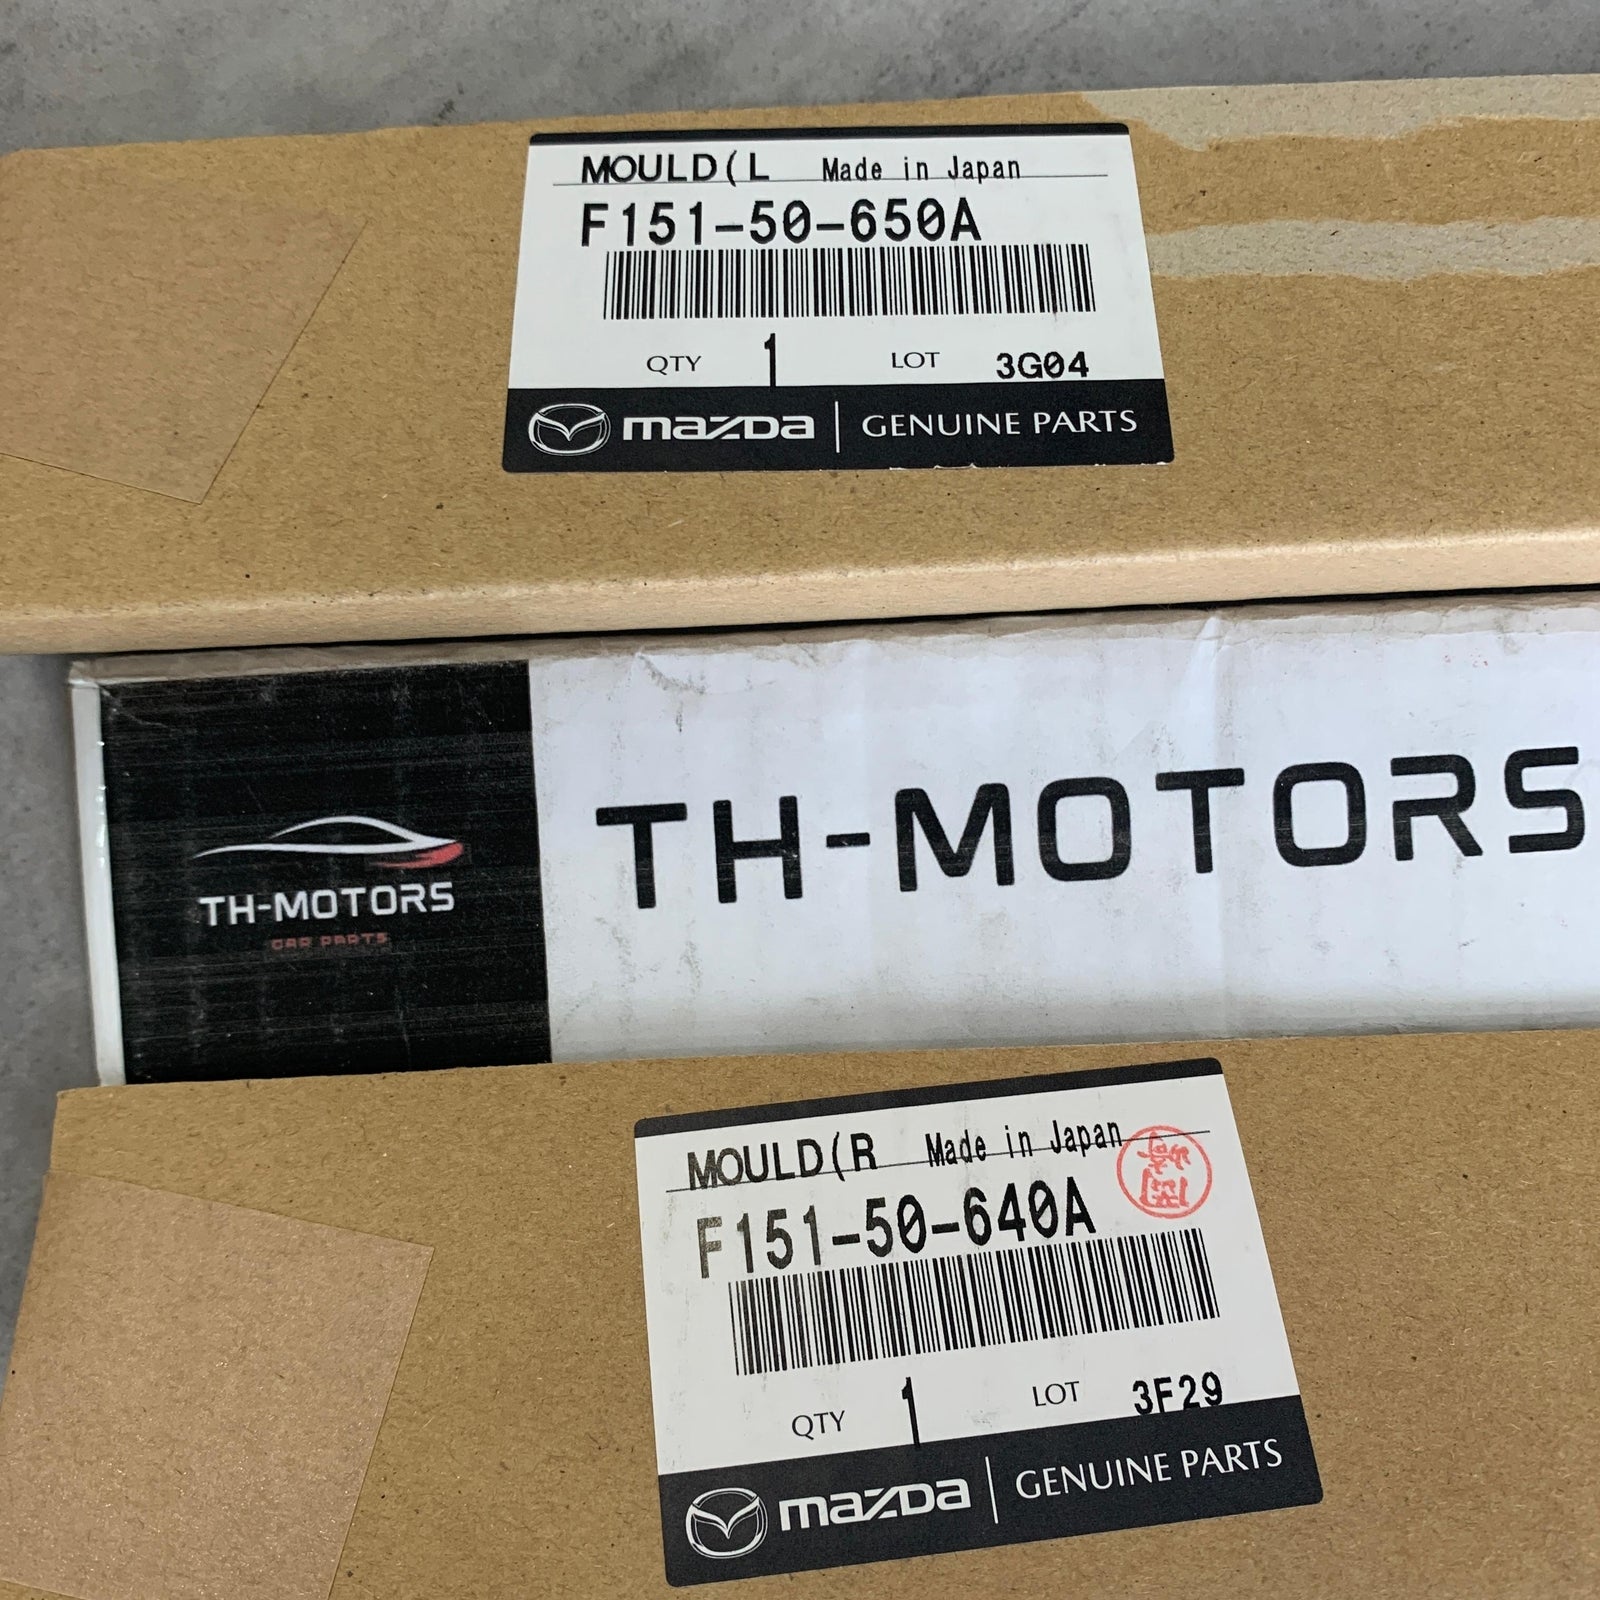 MOULD(L Made in Japan
F151-50-650A
QTY 1 LOT 3G04
mazda GENUINE PARTS
TH-MOTORS
TH-MOTORS
CAR PARTS
MOULD(R Made in Japan
F151-50-640A
QTY 1 LOT 3F29
mazda GENUINE PARTS